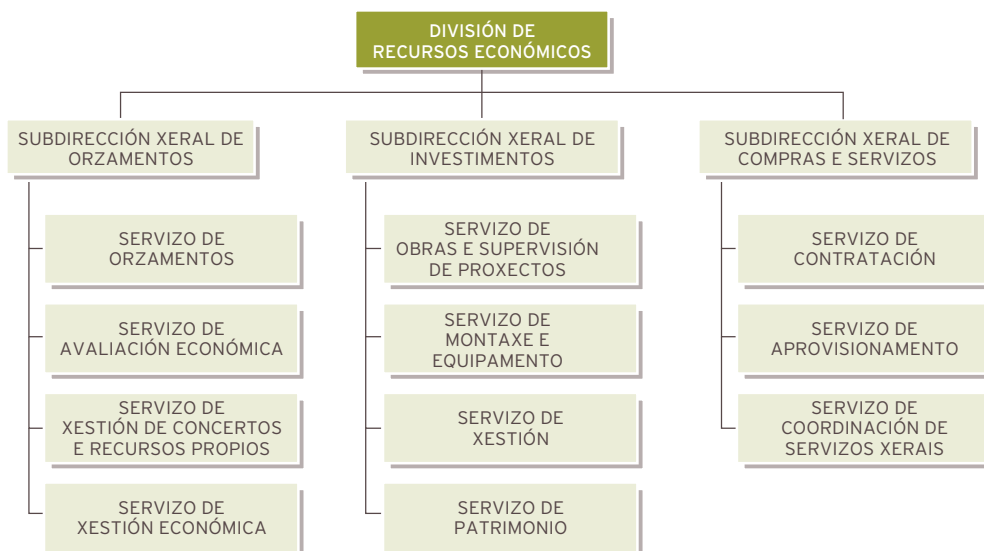 DIVISIÓN DE
RECURSOS ECONÓMICOS
SUBDIRECCIÓN XERAL DE
ORZAMENTOS
SERVIZO DE
ORZAMENTOS
SERVIZO DE
AVALIACIÓN ECONÓMICA
SERVIZO DE
XESTIÓN DE CONCERTOS
E RECURSOS PROPIOS
SERVIZO DE
XESTIÓN ECONÓMICA
SUBDIRECCIÓN XERAL DE
INVESTIMENTOS
SERVIZO DE
OBRAS E SUPERVISIÓN
DE PROXECTOS
SERVIZO DE
MONTAXE E
EQUIPAMENTO
SERVIZO DE
XESTIÓN
SERVIZO DE
PATRIMONIO
SUBDIRECCIÓN XERAL DE
COMPRAS E SERVIZOS
SERVIZO DE
CONTRATACIÓN
SERVIZO DE
APROVISIONAMENTO
SERVIZO DE
COORDINACIÓN DE
SERVIZOS XERAIS